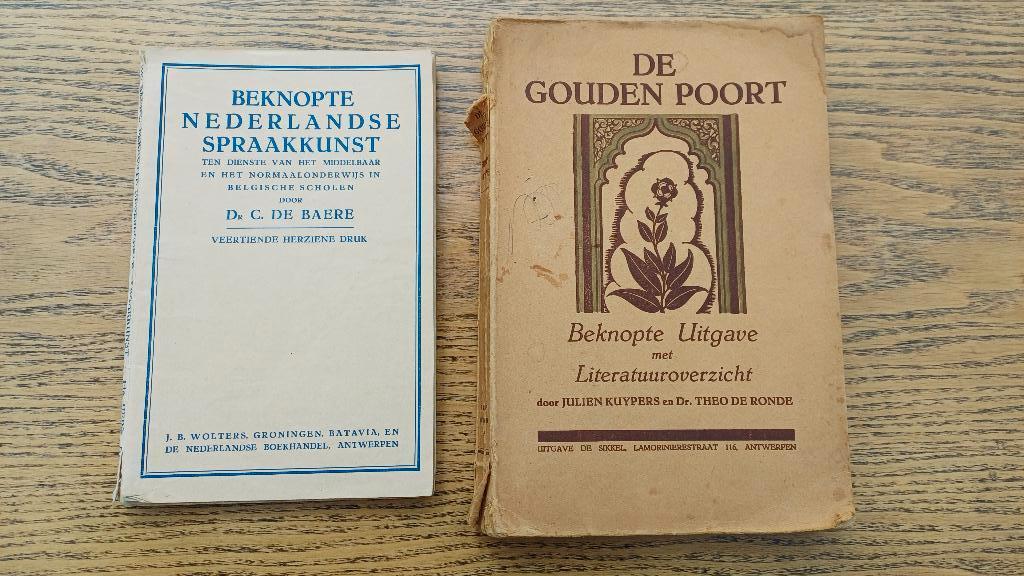 BEKNOPTE
NEDERLANDSE
SPRAAKKUNST
TEN DIENSTE VAN HET MIDDELBAAR
EN HET NORMAALONDERWIJS IN
BELGISCHE SCHOLEN
DOOR
DR C. DE BAERE
VEERTIENDE HERZIENE DRUK
J. B. WOLTERS, GRONINGEN, BATAVIA, EN
DE NEDERLANDSE BOEKHANDEL, ANTWERPEN
DE
GOUDEN POORT
Beknopte Uitgave
met
Literatuuroverzicht
door JULIEN KUYPERS en Dr. THEO DE RONDE
UITGAVE DE SIKKEL, LAMORINIERESTRAAT 116, ANTWERPEN